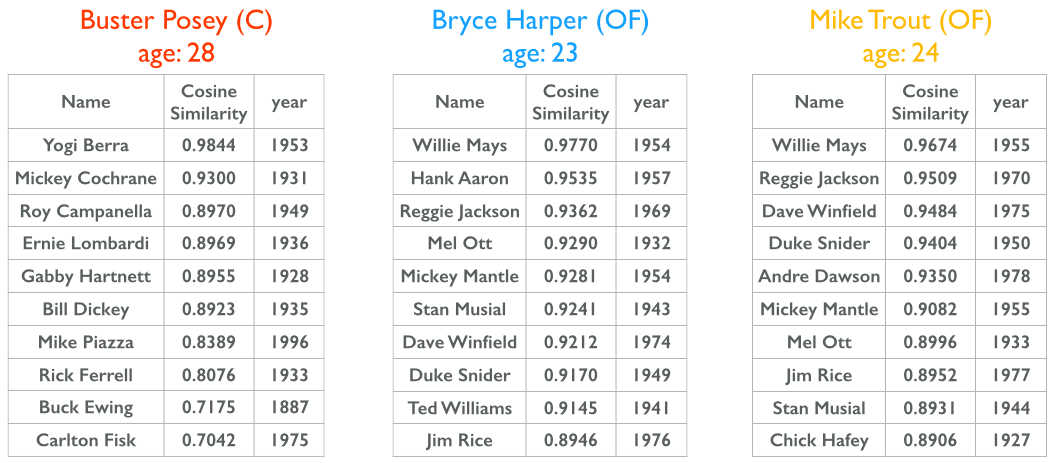 Buster Posey (C)
age: 28
Name Cosine Similarity year
Yogi Berra 0.9844 1953
Mickey Cochrane 0.9300 1931
Roy Campanella 0.8970 1949
Ernie Lombardi 0.8969 1936
Gabby Hartnett 0.8955 1928
Bill Dickey 0.8923 1935
Mike Piazza 0.8389 1996
Rick Ferrell 0.8076 1933
Buck Ewing 0.7175 1887
Carlton Fisk 0.7042 1975
Bryce Harper (OF)
age: 23
Name Cosine Similarity year
Willie Mays 0.9770 1954
Hank Aaron 0.9535 1957
Reggie Jackson 0.9362 1969
Mel Ott 0.9290 1932
Mickey Mantle 0.9281 1954
Stan Musial 0.9241 1943
Dave Winfield 0.9212 1974
Duke Snider 0.9170 1949
Ted Williams 0.9145 1941
Jim Rice 0.8946 1976
Mike Trout (OF)
age: 24
Name Cosine Similarity year
Willie Mays 0.9674 1955
Reggie Jackson 0.9509 1970
Dave Winfield 0.9484 1975
Duke Snider 0.9404 1950
Andre Dawson 0.9350 1978
Mickey Mantle 0.9082 1955
Mel Ott 0.8996 1933
Jim Rice 0.8952 1977
Stan Musial 0.8931 1944
Chick Hafey 0.8906 1927